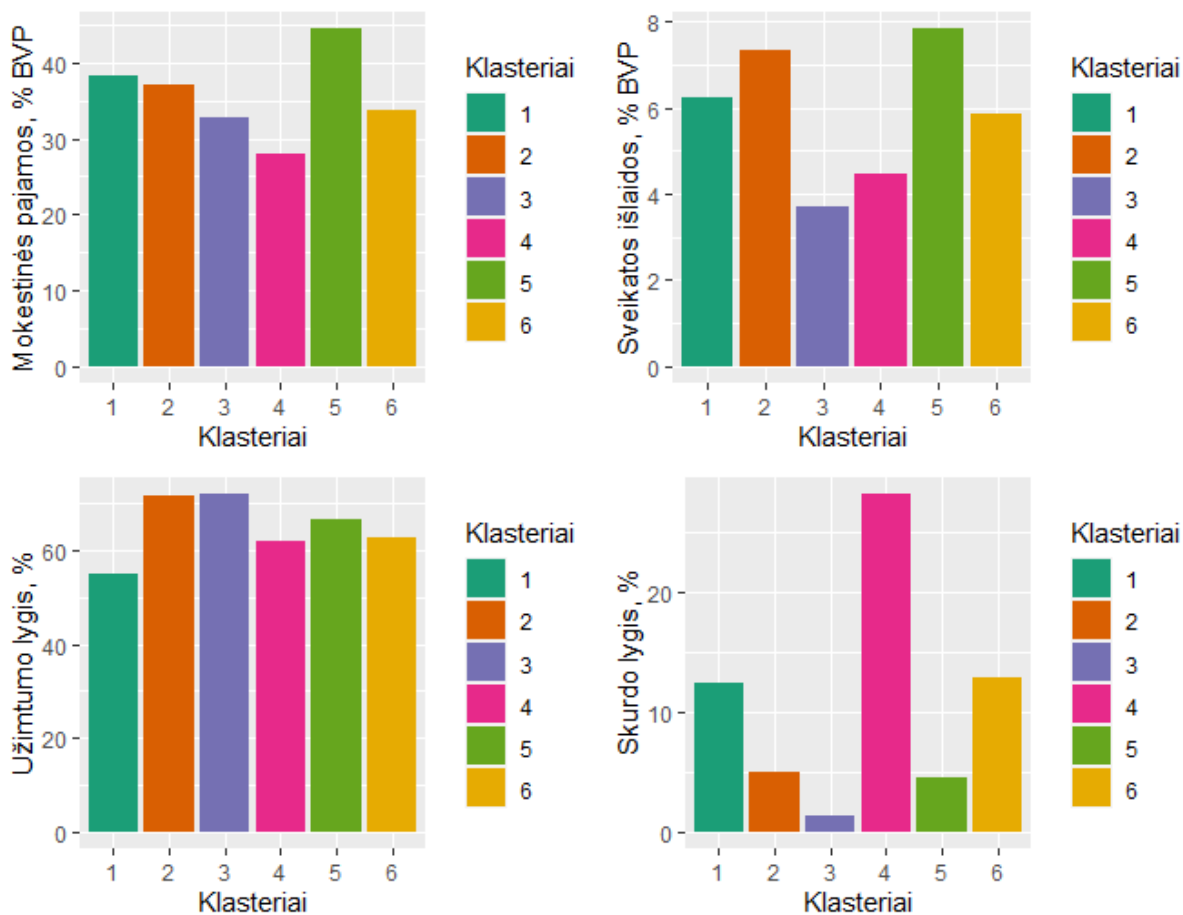 Mokestinės pajamos, % BVP
40
30
20
10
0
1 2 3 4 5 6
Klasteriai
Klasteriai
1
2
3
4
5
6
Sveikatos išlaidos, % BVP
8
6
4
2
0
1 2 3 4 5 6
Klasteriai
Klasteriai
1
2
3
4
5
6
Užimtumo lygis, %
60
40
20
0
1 2 3 4 5 6
Klasteriai
Klasteriai
1
2
3
4
5
6
Skurdo lygis, %
20
10
0
1 2 3 4 5 6
Klasteriai
Klasteriai
1
2
3
4
5
6